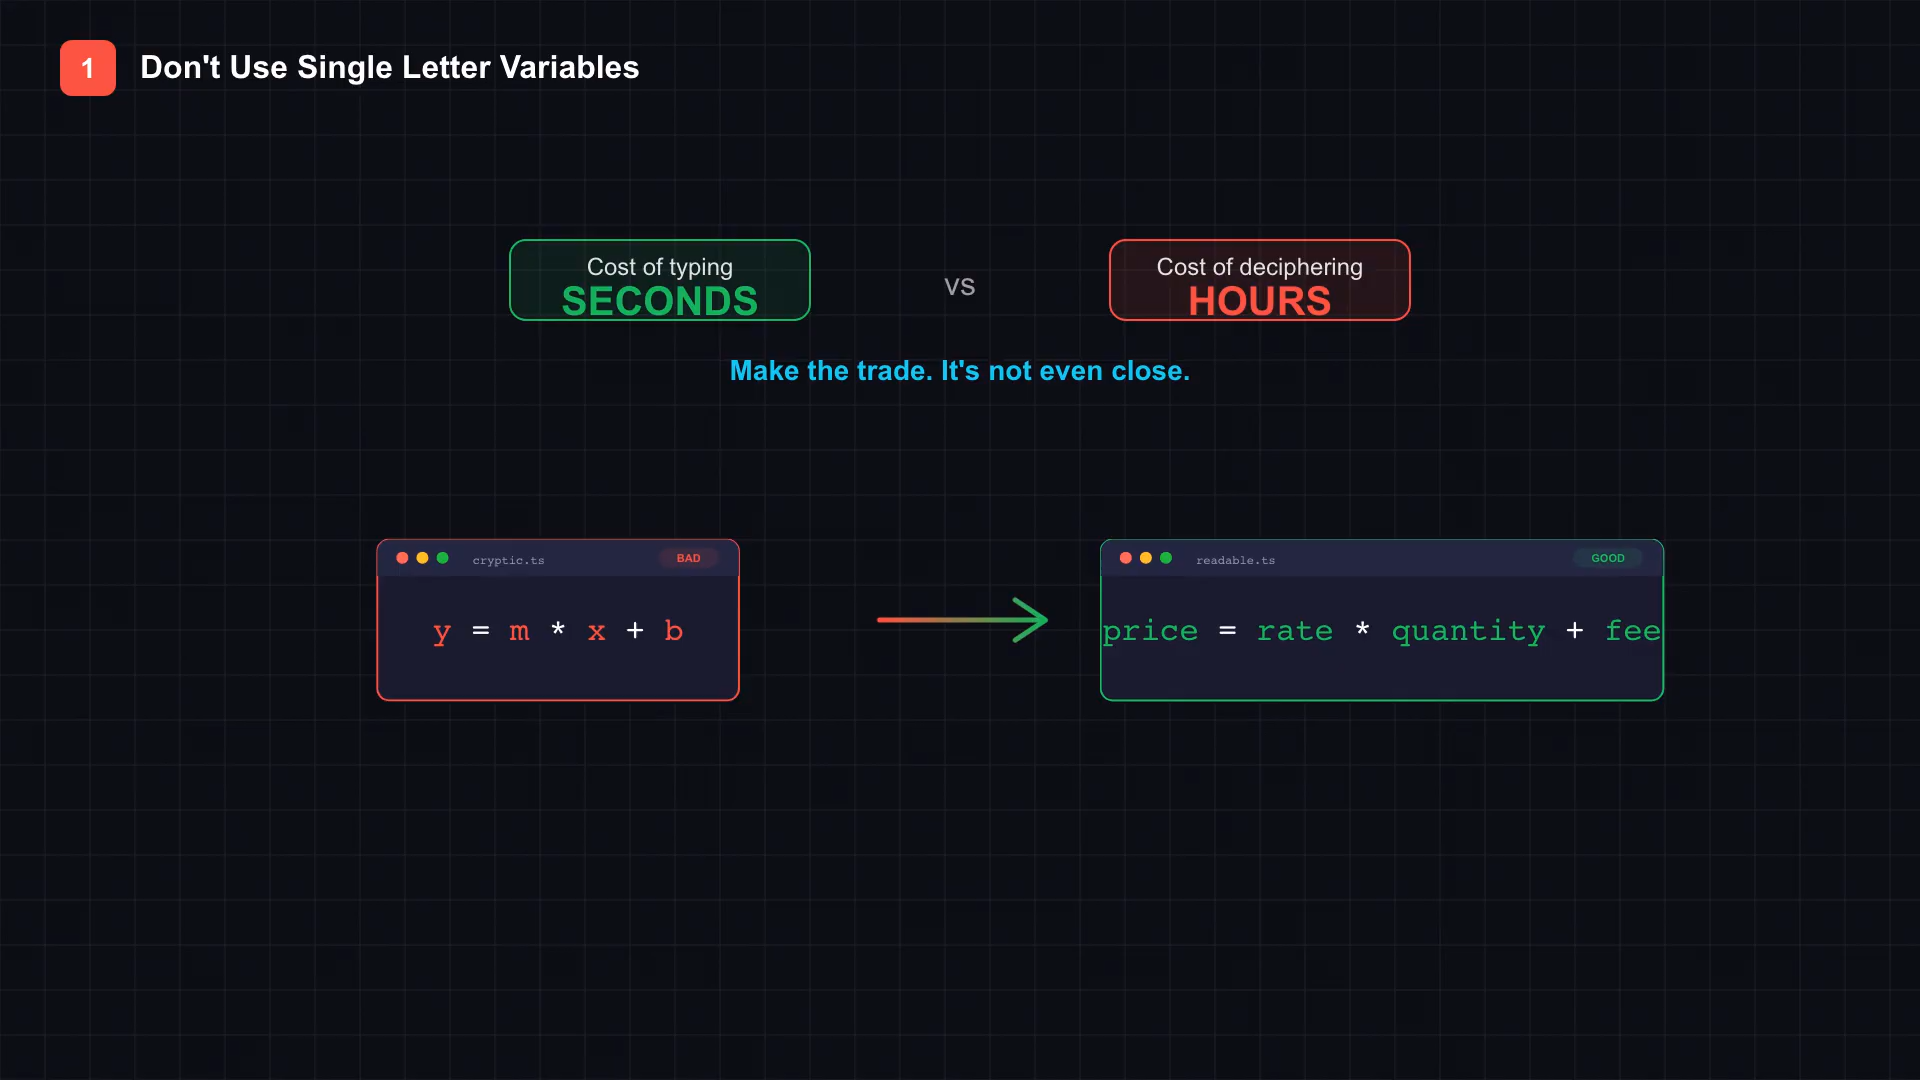 1 Don't Use Single Letter Variables
Cost of typing
SECONDS
vs
Cost of deciphering
HOURS
Make the trade. It's not even close.
cryptic.ts BAD
y = m * x + b
readable.ts GOOD
price = rate * quantity + fee